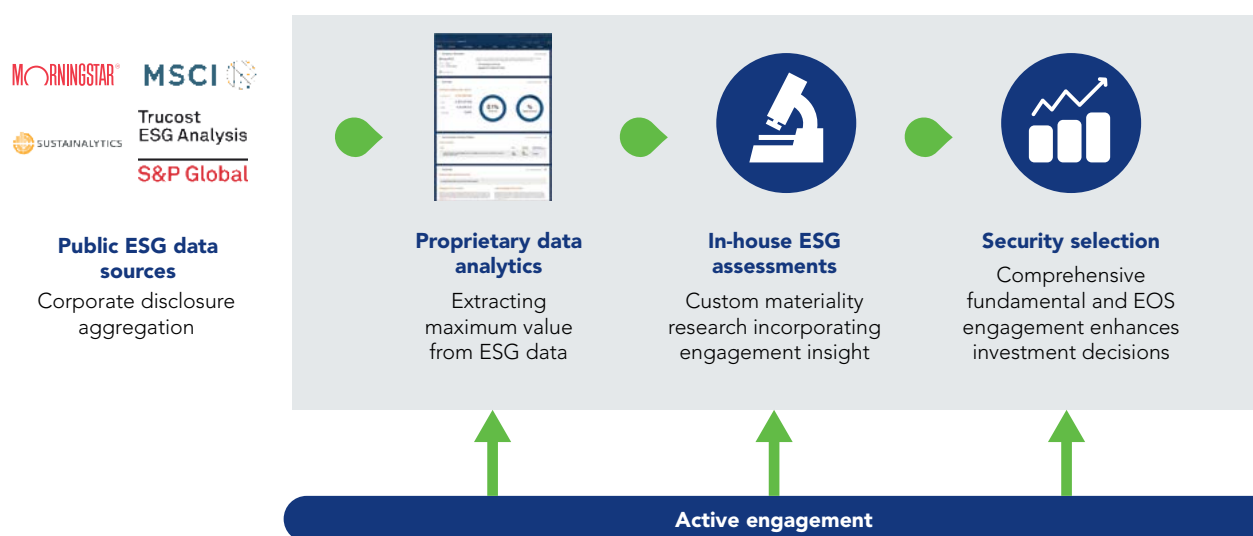 MORNINGSTAR®
MSCI
SUSTAINALYTICS
Trucost
ESG Analysis
S&P Global
Public ESG data
sources
Corporate disclosure
aggregation
Proprietary data
analytics
Extracting
maximum value
from ESG data
In-house ESG
assessments
Custom materiality
research incorporating
engagement insight
Security selection
Comprehensive
fundamental and EOS
engagement enhances
investment decisions
Active engagement